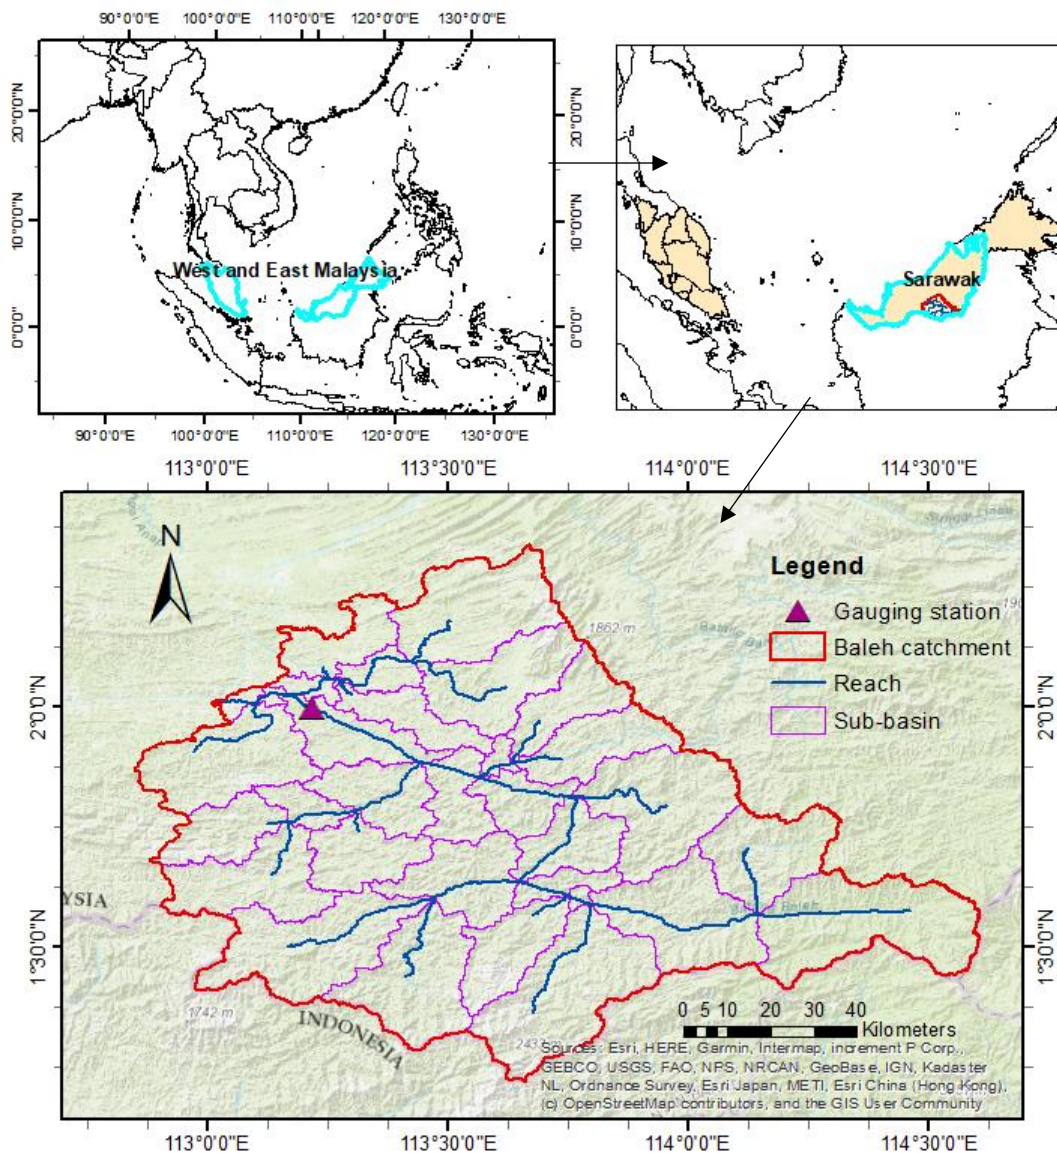 90°0'0"E 100°0'0"E 110°0'0"E 120°0'0"E 130°0'0"E
20°0'0"N
10°0'0"N
0°0'0"
West and East Malaysia
90°0'0"E 100°0'0"E 110°0'0"E 120°0'0"E 130°0'0"E
20°0'0"N
10°0'0"N
0°0'0"
Sarawak
113°0'0"E 113°30'0"E 114°0'0"E 114°30'0"E
N
Legend
Gauging station
Baleh catchment
Reach
Sub-basin
1862 m
2°0'0"N
2°0'0"N
YSIA
1°30'0"N
1°30'0"N
1742 m
INDONESIA
0 5 10 20 30 40
Kilometers
Sources: Esri, HERE, Garmin, Intermap, increment P Corp.,
GEBCO, USGS, FAO, NPS, NRCAN, GeoBase, IGN, Kadaster
NL, Ordnance Survey, Esri Japan, METI, Esri China (Hong Kong),
(c) OpenStreetMap contributors, and the GIS User Community
113°0'0"E 113°30'0"E 114°0'0"E 114°30'0"E